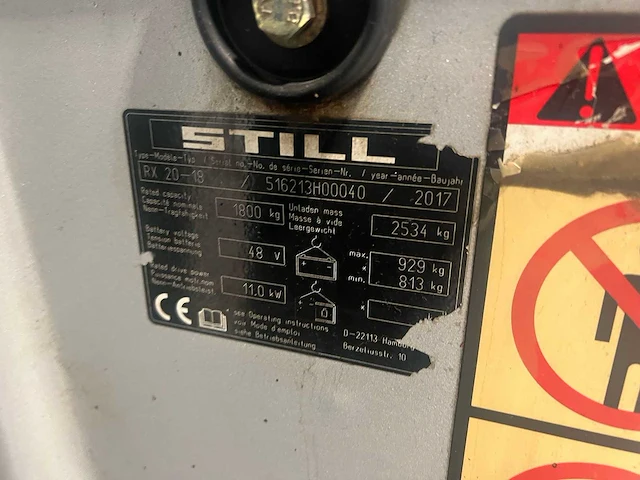 STILL
Type-Modèle-Typ / Serial no.-No. de série-Serien-Nr. / year-année-Baujahr
RX 20-18 / 516213H00040 / 2017
Rated capacity
Capacité nominale
Nenn-Tragfähigkeit
1800 kg
Unladen mass
Masse à vide
Leergewicht
2534 kg
Battery voltage
Tension batterie
Batteriespannung
48 V
max.
*
min.
929 kg
813 kg
Rated drive power
Puissance motr.nom
Nenn-Antriebsleist.
11.0 kW
*
CE
* see Operating instructions
voir Mode d'emploi
siehe Betriebsanleitung
D-22113 Hamburg
Berzeliusstr. 10